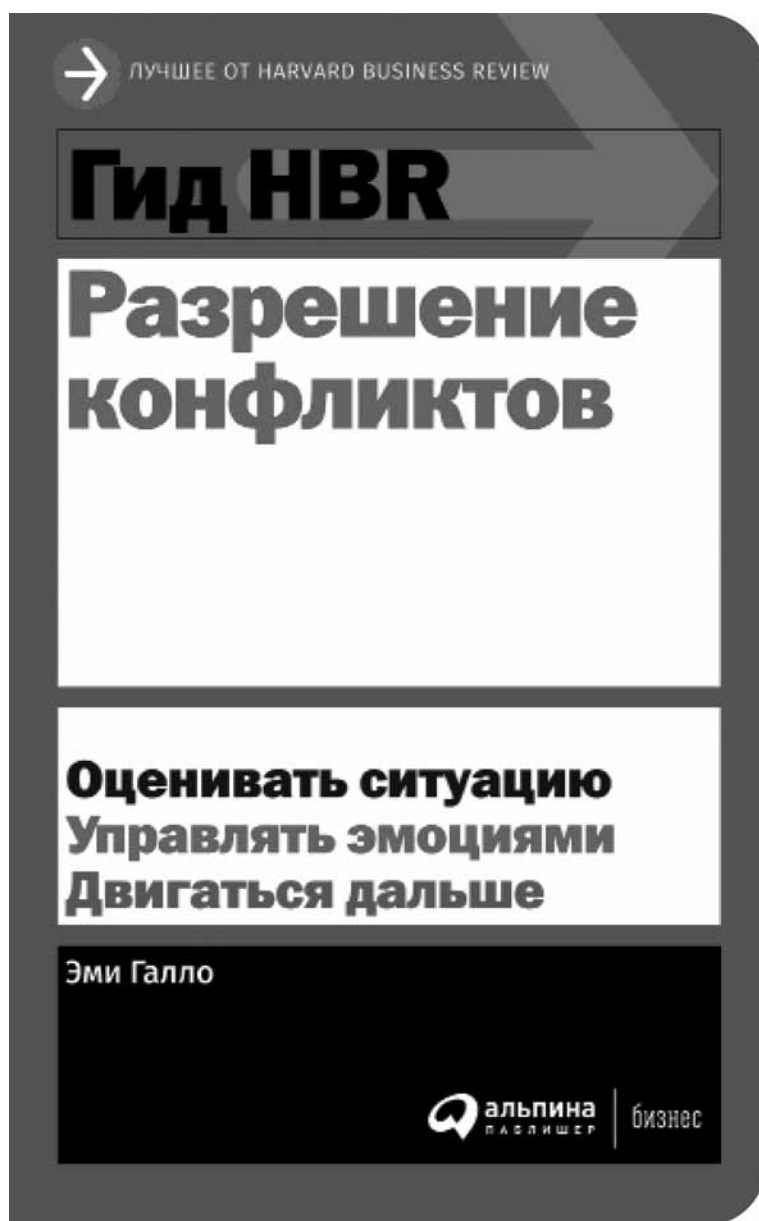 ЛУЧШЕЕ ОТ HARVARD BUSINESS REVIEW
Гид HBR
Разрешение
конфликтов
Оценивать ситуацию
Управлять эмоциями
Двигаться дальше
Эми Галло
альпина
ПАБЛИШЕР
бизнес